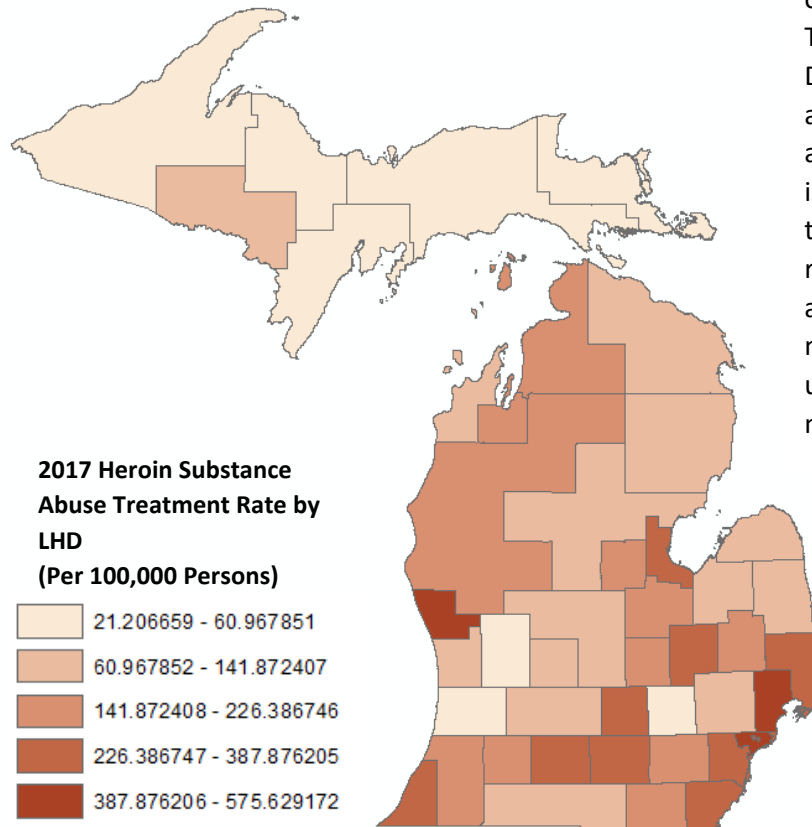 2017 Heroin Substance
Abuse Treatment Rate by
LHD
(Per 100,000 Persons)
21.206659 - 60.967851
60.967852 - 141.872407
141.872408 - 226.386746
226.386747 - 387.876205
387.876206 - 575.629172